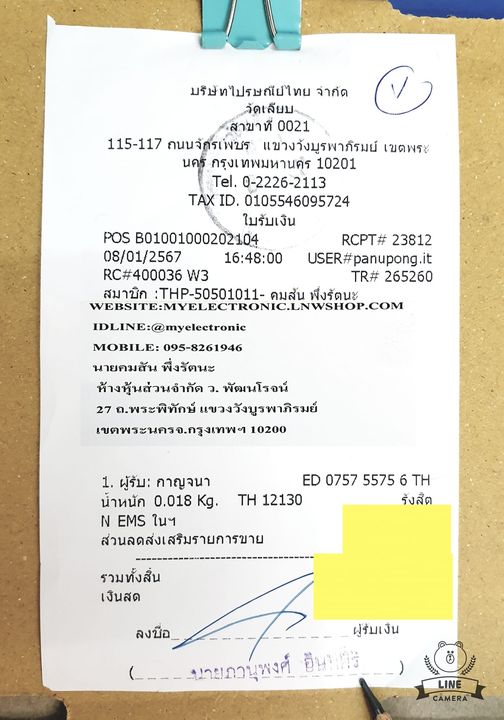 บริษัทไปรษณีย์ไทย จำกัด
วัดเลียบ
สาขาที่ 0021
115-117 ถนนจักรเพชร แขวงวังบูรพาภิรมย์ เขตพระ
นคร กรุงเทพมหานคร 10201
Tel. 0-2226-2113
TAX ID. 0105546095724
ใบรับเงิน
POS B01001000202104 RCPT# 23812
08/01/2567 16:48:00 USER#panupong.it
RC#400036 W3 TR# 265260
สมาชิก :THP-50501011- คมสัน พึ่งรัตนะ
WEBSITE:MYELECTRONIC.LNWSHOP.COM
IDLINE:@myelectronic
MOBILE: 095-8261946
นายคมสัน พึ่งรัตนะ
ห้างหุ้นส่วนจำกัด ว. พัฒนโรจน์
27 ถ.พระพิทักษ์ แขวงวังบูรพาภิรมย์
เขตพระนครจ.กรุงเทพฯ 10200
1. ผู้รับ: กาญจนา ED 0757 5575 6 TH
น้ำหนัก 0.018 Kg. TH 12130 รังสิต
N EMS ในฯ
ส่วนลดส่งเสริมรายการขาย
รวมทั้งสิ้น
เงินสด
ลงชื่อ ผู้รับเงิน
(นายภานุพงศ์)
LINE
CAMERA